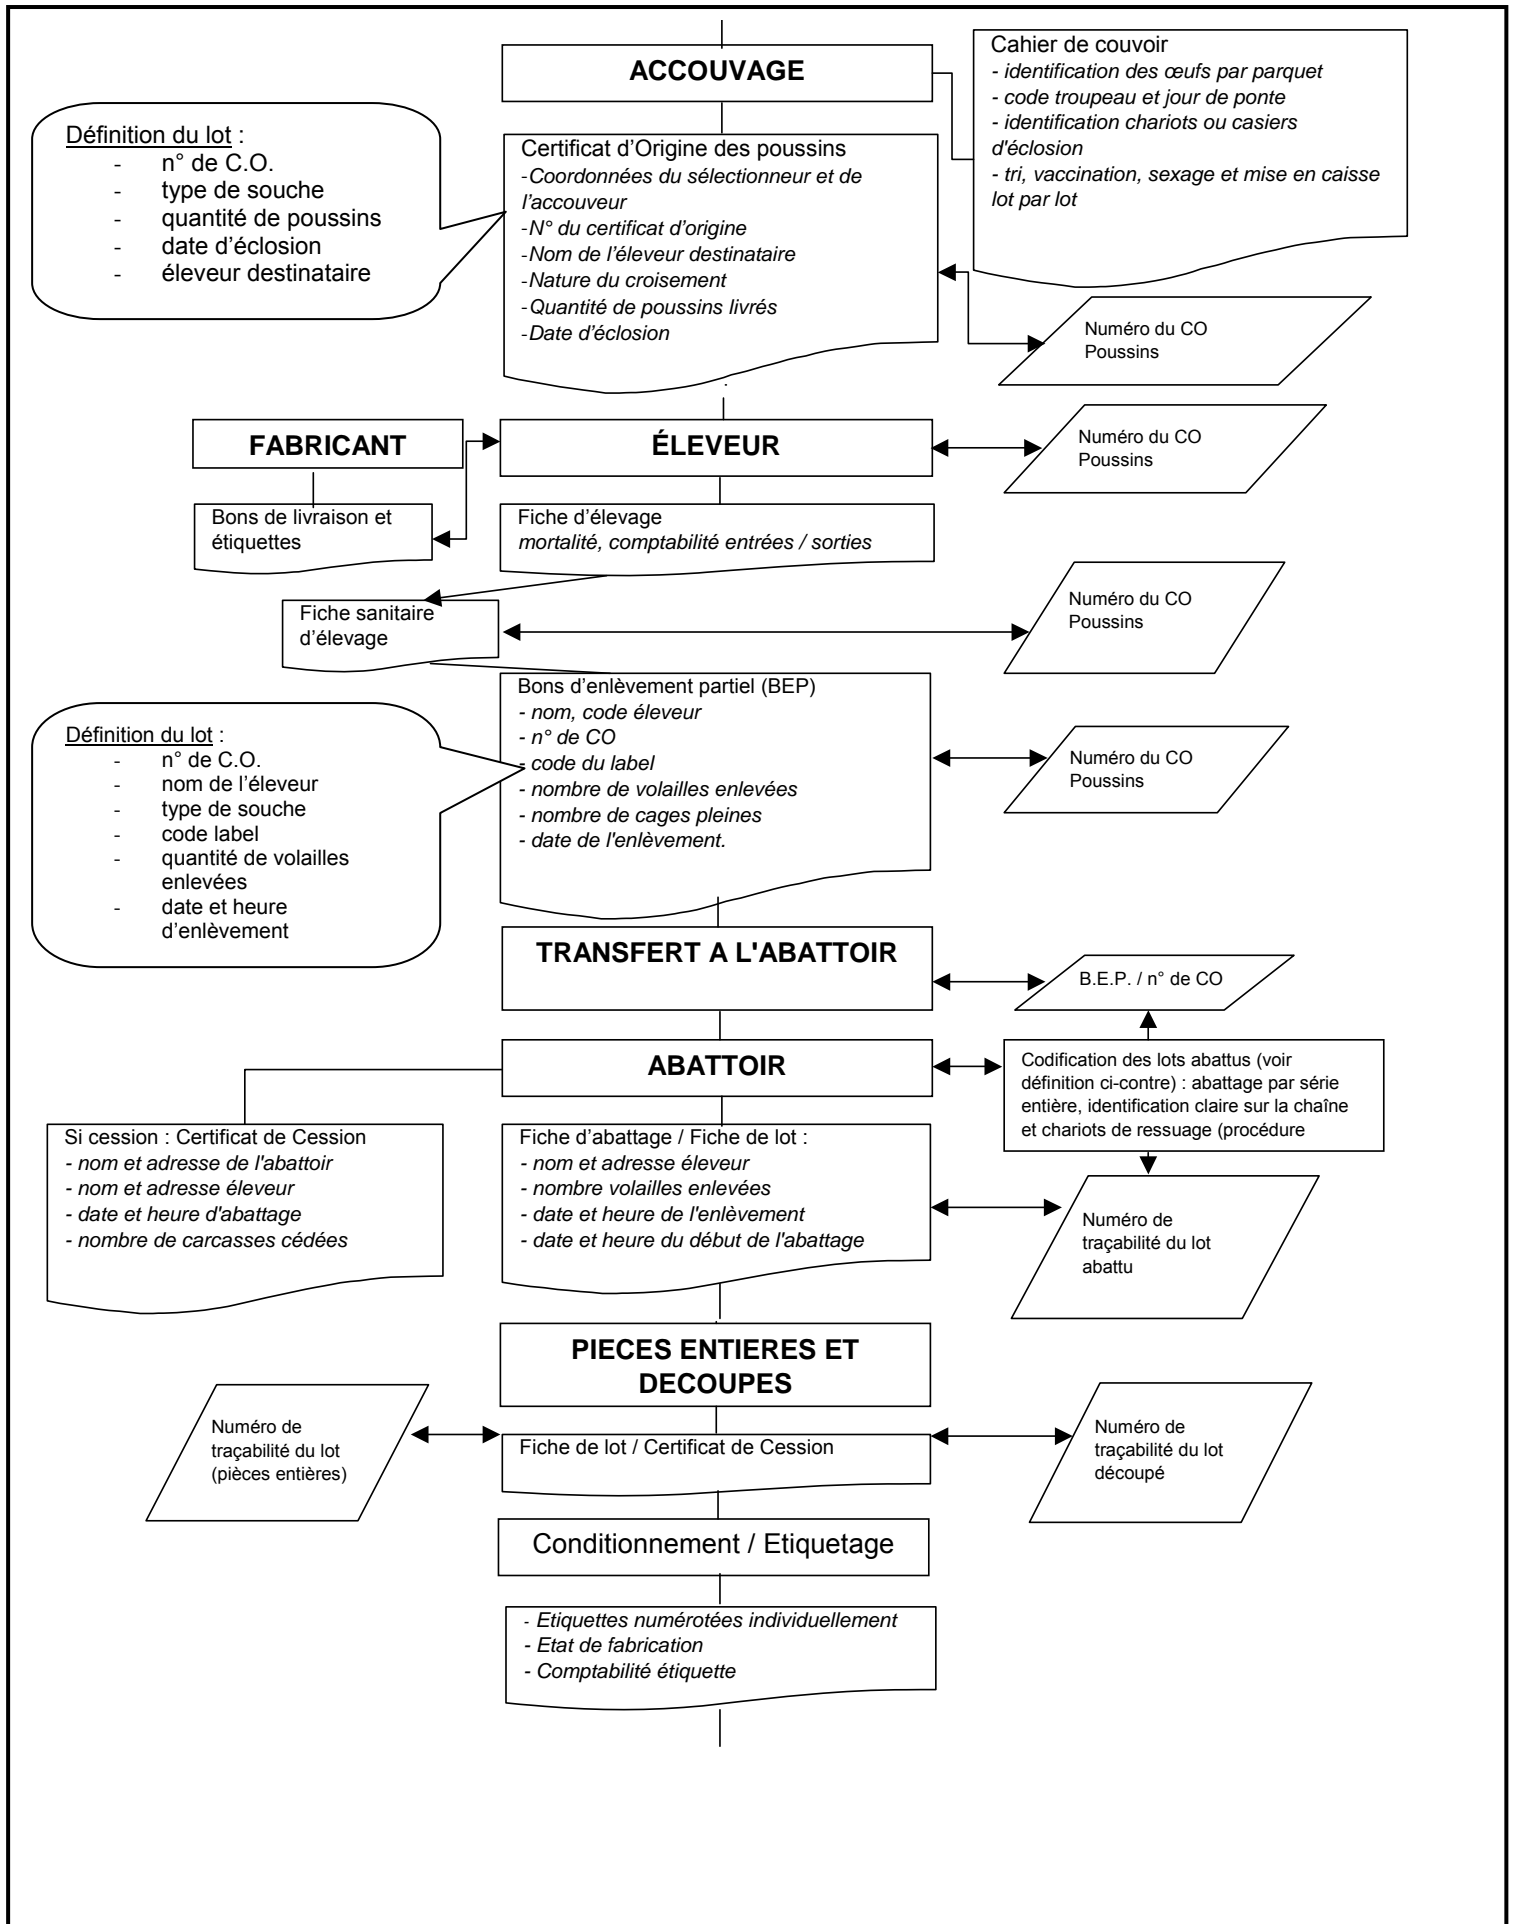 ACCOUVAGE
Cahier de couvoir
- identification des œufs par parquet
- code troupeau et jour de ponte
- identification chariots ou casiers
d'éclosion
- tri, vaccination, sexage et mise en caisse
lot par lot
Définition du lot :
- n° de C.O.
- type de souche
- quantité de poussins
- date d’éclosion
- éleveur destinataire
Certificat d’Origine des poussins
-Coordonnées du sélectionneur et de
l’accouveur
-N° du certificat d’origine
-Nom de l’éleveur destinataire
-Nature du croisement
-Quantité de poussins livrés
-Date d’éclosion
Numéro du CO
Poussins
FABRICANT
ÉLEVEUR
Numéro du CO
Poussins
Bons de livraison et
étiquettes
Fiche d’élevage
mortalité, comptabilité entrées / sorties
Fiche sanitaire
d’élevage
Numéro du CO
Poussins
Bons d’enlèvement partiel (BEP)
- nom, code éleveur
- n° de CO
- code du label
- nombre de volailles enlevées
- nombre de cages pleines
- date de l'enlèvement.
Définition du lot :
- n° de C.O.
- nom de l’éleveur
- type de souche
- code label
- quantité de volailles
enlevées
- date et heure
d’enlèvement
Numéro du CO
Poussins
TRANSFERT A L'ABATTOIR
B.E.P. / n° de CO
ABATTOIR
Codification des lots abattus (voir
définition ci-contre) : abattage par série
entière, identification claire sur la chaîne
et chariots de ressuage (procédure
Si cession : Certificat de Cession
- nom et adresse de l'abattoir
- nom et adresse éleveur
- date et heure d'abattage
- nombre de carcasses cédées
Fiche d’abattage / Fiche de lot :
- nom et adresse éleveur
- nombre volailles enlevées
- date et heure de l'enlèvement
- date et heure du début de l'abattage
Numéro de
traçabilité du lot
abattu
PIECES ENTIERES ET
DECOUPES
Numéro de
traçabilité du lot
(pièces entières)
Fiche de lot / Certificat de Cession
Numéro de
traçabilité du lot
découpé
Conditionnement / Etiquetage
- Etiquettes numérotées individuellement
- Etat de fabrication
- Comptabilité étiquette